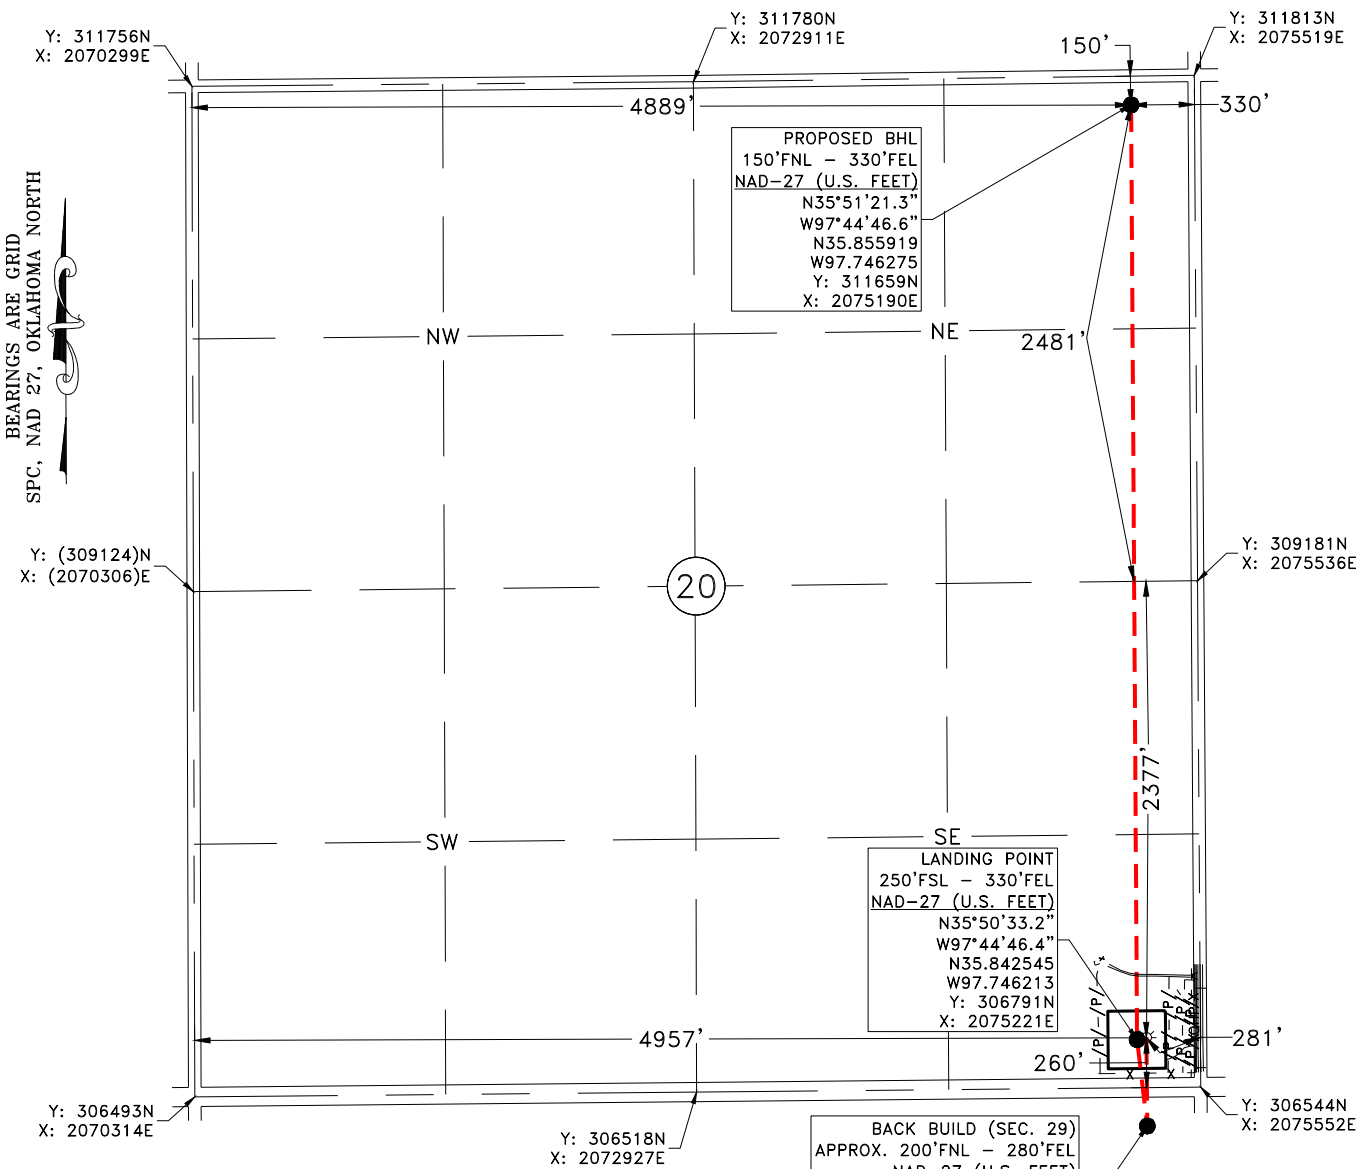 Y: 311756N
X: 2070299E
Y: 311780N
X: 2072911E
Y: 311813N
X: 2075519E
150'
4889'
330'
PROPOSED BHL
150'FNL – 330'FEL
NAD–27 (U.S. FEET)
N35°51'21.3"
W97°44'46.6"
N35.855919
W97.746275
Y: 311659N
X: 2075190E
BEARINGS ARE GRID
SPC, NAD 27, OKLAHOMA NORTH
NW
NE
2481'
Y: (309124)N
X: (2070306)E
20
Y: 309181N
X: 2075536E
2377'
SW
SE
LANDING POINT
250'FSL – 330'FEL
NAD–27 (U.S. FEET)
N35°50'33.2"
W97°44'46.4"
N35.842545
W97.746213
Y: 306791N
X: 2075221E
4957'
281'
260'
X X
Y: 306493N
X: 2070314E
Y: 306518N
X: 2072927E
Y: 306544N
X: 2075552E
BACK BUILD (SEC. 29)
APPROX. 200'FNL – 280'FEL
NAD–27 (U.S. FEET)